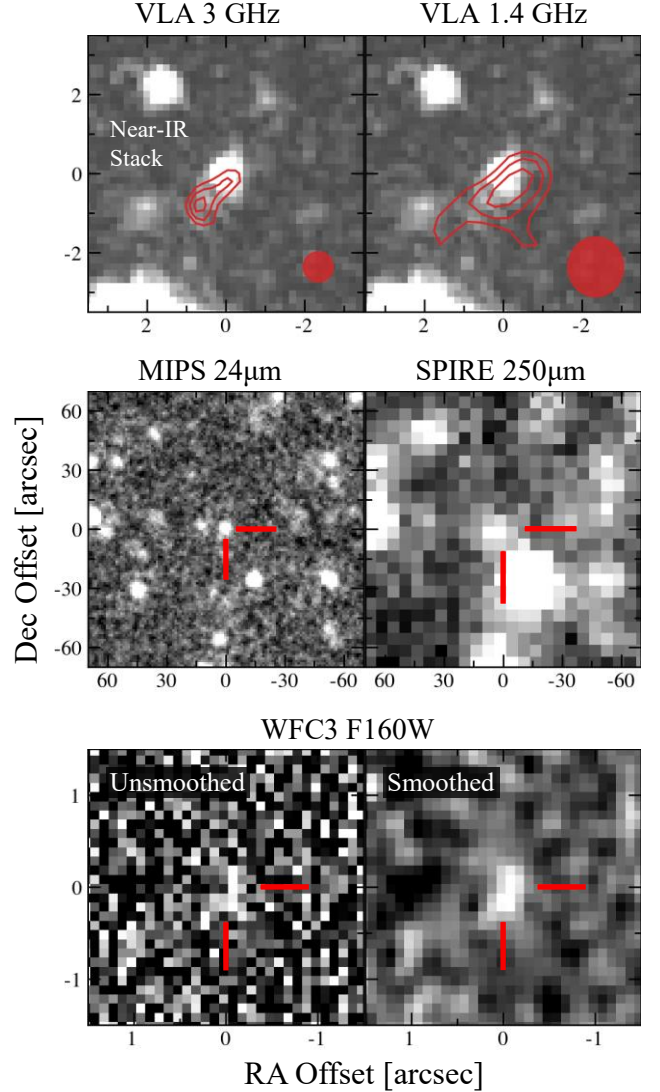 VLA 3 GHz VLA 1.4 GHz
Near-IR
Stack
2
0
-2
2 0 -2 2 0 -2
MIPS 24μm SPIRE 250μm
60
30
0
-30
-60
60 30 0 -30 -60 60 30 0 -30 -60
Dec Offset [arcsec]
WFC3 F160W
Unsmoothed Smoothed
1
0
-1
1 0 -1 1 0 -1
RA Offset [arcsec]